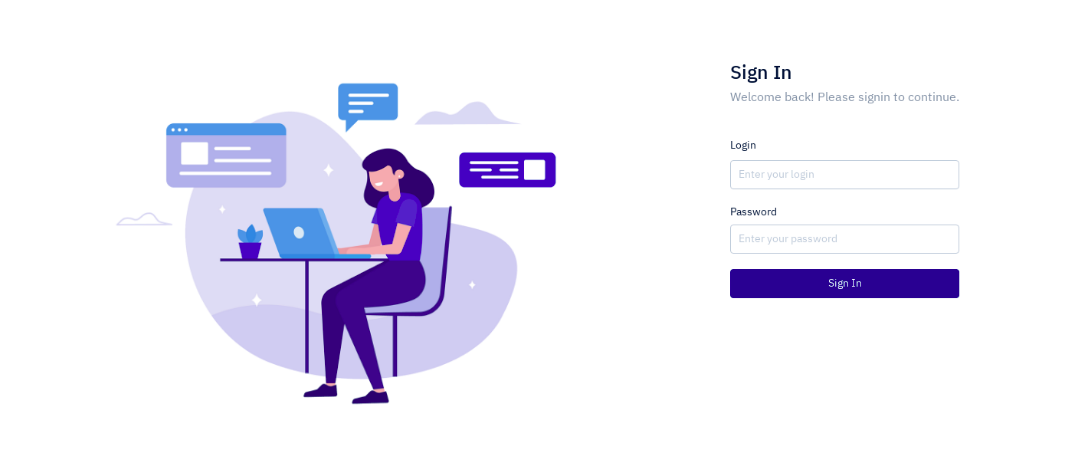 Sign In
Welcome back! Please signin to continue.
Login
Enter your login
Password
Enter your password
Sign In